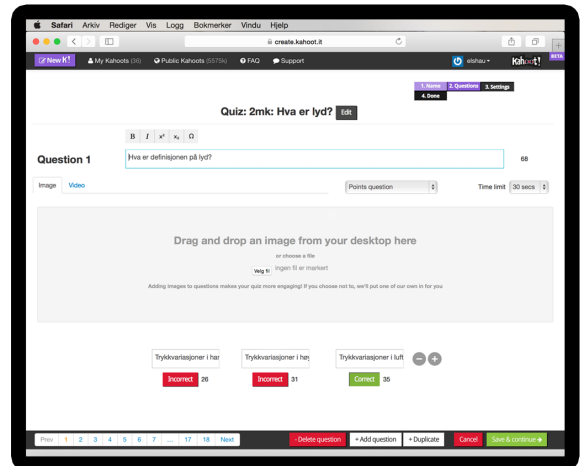 Safari Arkiv Rediger Vis Logg Bokmerker Vindu Hjelp
create.kahoot.it
New K! My Kahoots (38) Public Kahoots (5575k) FAQ Support elshau Kahoot! BETA
1. Name 2. Questions 3. Settings
4. Done
Quiz: 2mk: Hva er lyd? Edit
B I x² xₐ Ω
Question 1 Hva er definisjonen på lyd? 68
Image Video Points question Time limit 30 secs
Drag and drop an image from your desktop here
or choose a file
Velg fil ingen fil er markert
Adding images to questions makes your quiz more engaging! If you choose not to, we'll put one of our own in for you
Trykkvariasjoner i har Trykkvariasjoner i høy Trykkvariasjoner i luft
Incorrect 26 Incorrect 31 Correct 35
Prev 1 2 3 4 5 6 7 ... 17 18 Next - Delete question + Add question + Duplicate Cancel Save & continue